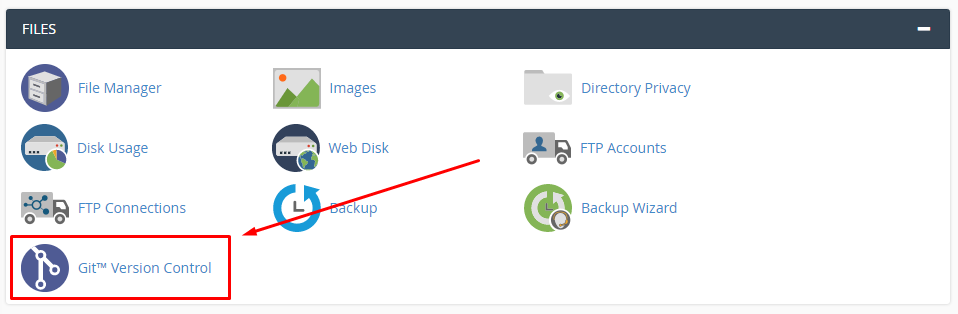 FILES
File Manager
Images
Directory Privacy
Disk Usage
Web Disk
FTP Accounts
FTP Connections
Backup
Backup Wizard
Git™ Version Control